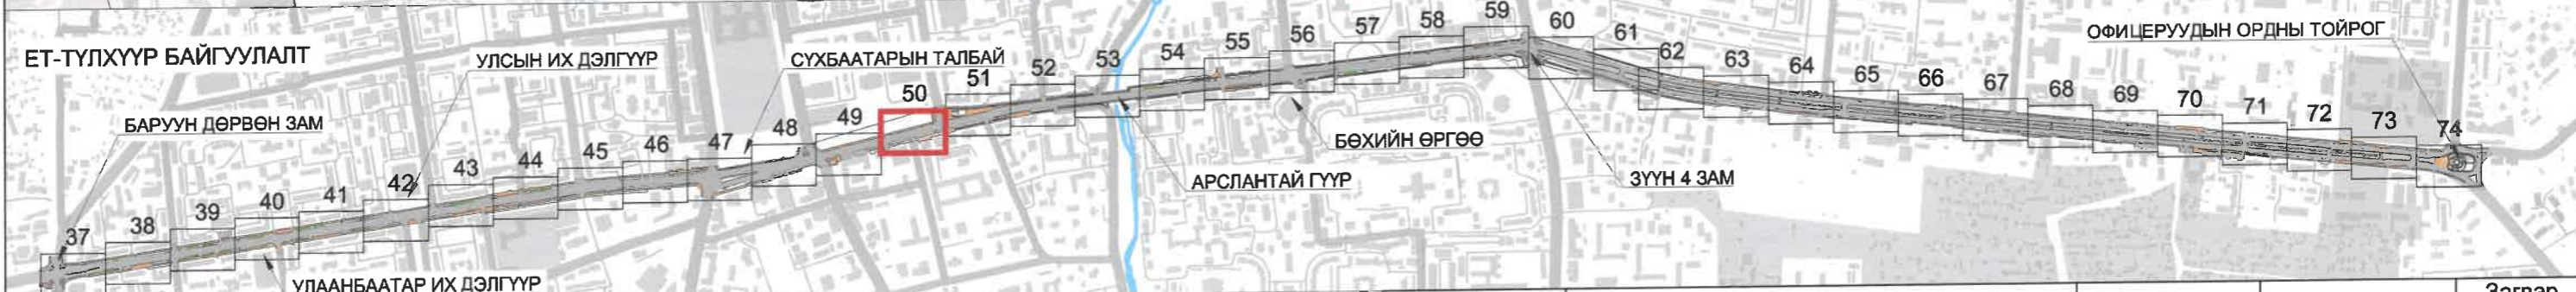 ЕТ-ТҮЛХҮҮР БАЙГУУЛАЛТ
БАРУУН ДӨРВӨН ЗАМ
УЛСЫН ИХ ДЭЛГҮҮР
СҮХБААТАРЫН ТАЛБАЙ
ОФИЦЕРУУДЫН ОРДНЫ ТОЙРОГ
37 38 39 40 41 42 43 44 45 46 47 48 49 50 51 52 53 54 55 56 57 58 59 60 61 62 63 64 65 66 67 68 69 70 71 72 73 74
БӨХИЙН ӨРГӨӨ
АРСЛАНТАЙ ГҮҮР
ЗҮҮН 4 ЗАМ
УЛААНБААТАР ИХ ДЭЛГҮҮР
Загвар